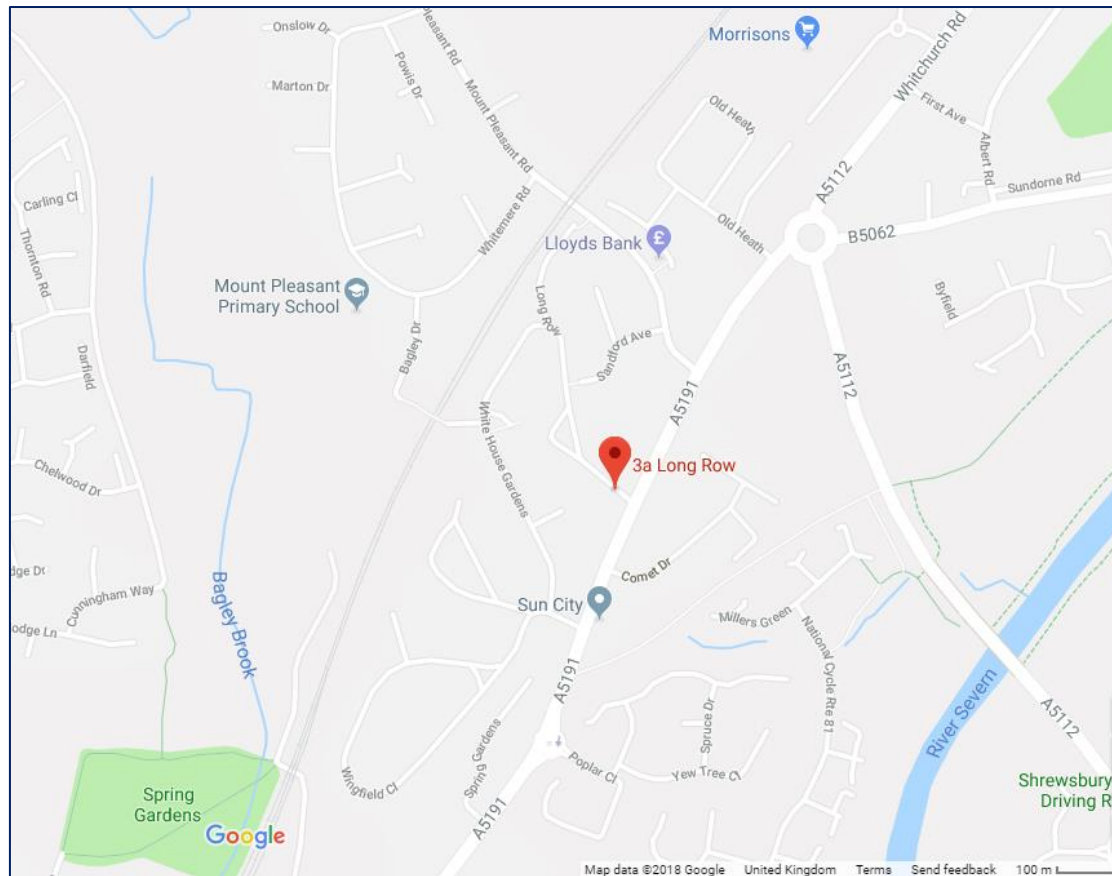 Onslow Dr
Pleasant Rd
Morrisons
Whitchurch Rd
Powis Dr
Marton Dr
Mount Pleasant Rd
Old Heath
First Ave
Albert Rd
A5112
Sundorne Rd
Carling Cl
Whitemere Rd
Old Heath
B5062
Thornton Rd
Lloyds Bank
£
Mount Pleasant
Primary School
Byfield
Long Row
Bagley Dr
Sandford Ave
Darfield
A5112
A5191
White House Gardens
3a Long Row
Chelwood Dr
dge Dr
Cunningham Way
Comet Dr
Sun City
Millers Green
odge Ln
Bagley Brook
National Cycle Rte 81
A5191
River Severn
Spruce Dr
A5112
Spring Gardens
Poplar Cl
Yew Tree Cl
Wingfield Cl
Shrewsbury
Driving R
Spring
Gardens
A5191
Google
Map data ©2018 Google United Kingdom Terms Send feedback 100 m